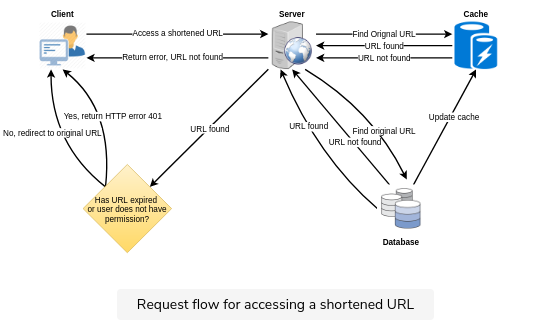 Client
Server
Cache
Access a shortened URL
Find Orignal URL
URL found
Return error, URL not found
URL not found
Yes, return HTTP error 401
No, redirect to original URL
URL found
URL found
Find original URL
URL not found
Update cache
Has URL expired
or user does not have
permission?
Database
Request flow for accessing a shortened URL